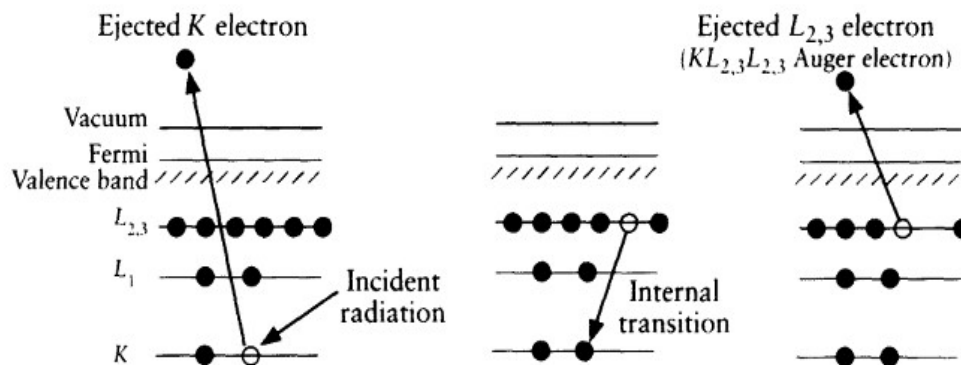 Ejected K electron
Vacuum
Fermi
Valence band
L2,3
L1
K
Incident
radiation
Internal
transition
Ejected L2,3 electron
(KL2,3L2,3 Auger electron)